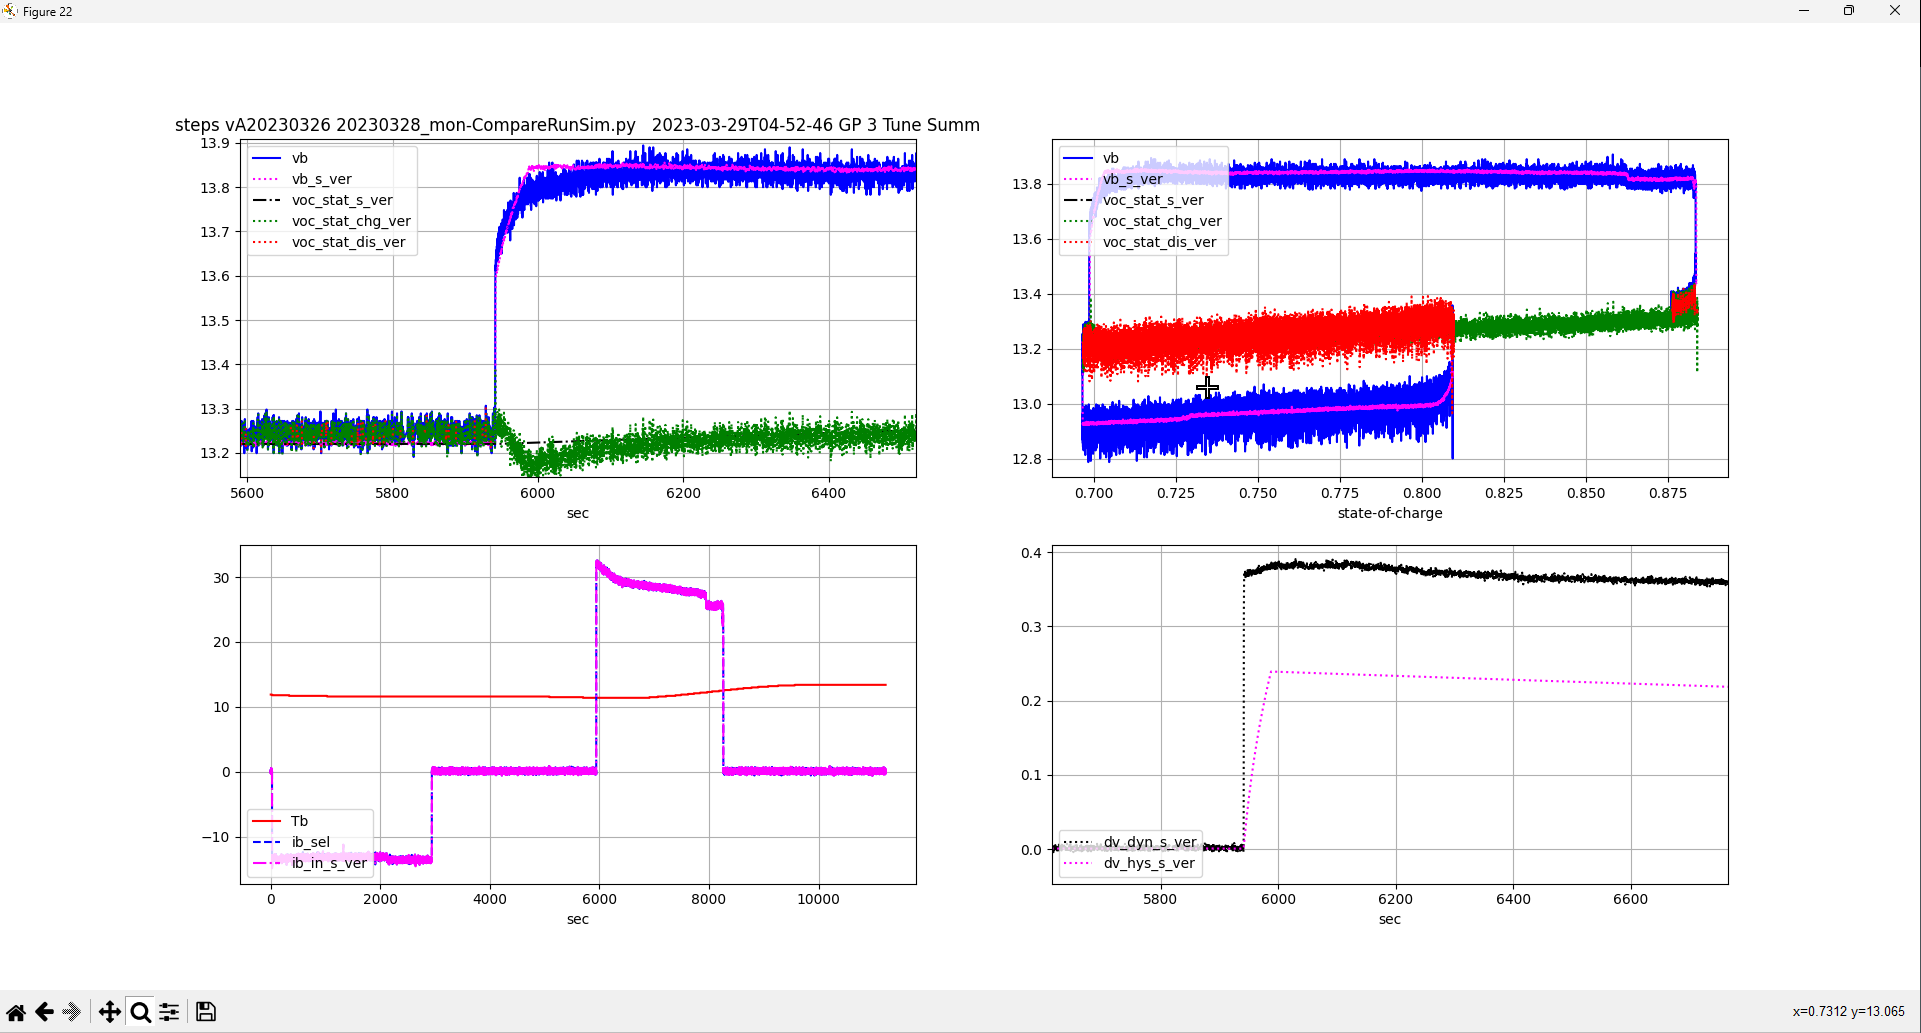 Figure 22
steps vA20230326 20230328_mon-CompareRunSim.py   2023-03-29T04-52-46 GP 3 Tune Summ
13.9
13.8
13.7
13.6
13.5
13.4
13.3
13.2
vb
vb_s_ver
voc_stat_s_ver
voc_stat_chg_ver
voc_stat_dis_ver
5600 5800 6000 6200 6400
sec
13.8
13.6
13.4
13.2
13.0
12.8
vb
vb_s_ver
voc_stat_s_ver
voc_stat_chg_ver
voc_stat_dis_ver
0.700 0.725 0.750 0.775 0.800 0.825 0.850 0.875
state-of-charge
30
20
10
0
−10
Tb
ib_sel
ib_in_s_ver
0 2000 4000 6000 8000 10000
sec
0.4
0.3
0.2
0.1
0.0
dv_dyn_s_ver
dv_hys_s_ver
5800 6000 6200 6400 6600
sec
x=0.7312 y=13.065